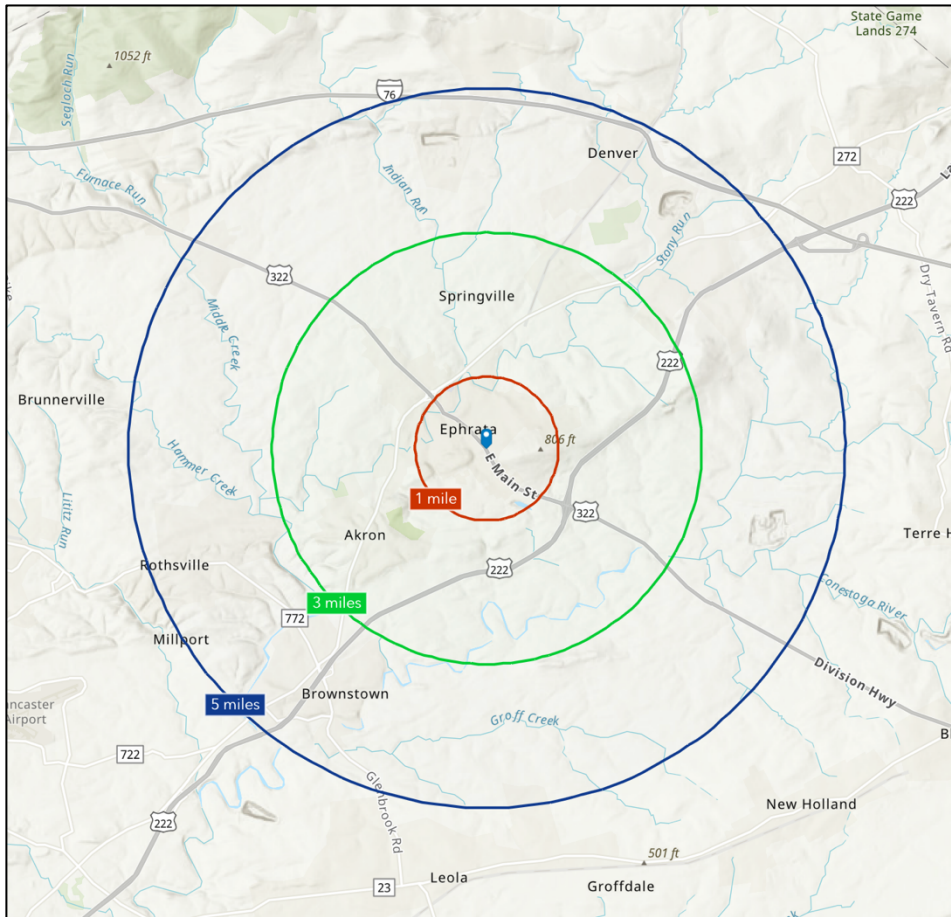 State Game
Lands 274
1052 ft
Segloch Run
76
Denver
272
Furnace Run
Indian Run
222
Stony Run
322
Dry Tavern Rd
Springville
Middle Creek
222
Brunnerville
Ephrata
806 ft
E Main St
Hammer Creek
1 mile
Lititz Run
322
Akron
Terre H
222
Rothsville
Conestoga River
3 miles
772
Millport
Division Hwy
Brownstown
5 miles
ncaster
Airport
Groff Creek
722
Glenbrook Rd
New Holland
222
501 ft
23
Leola
Groffdale